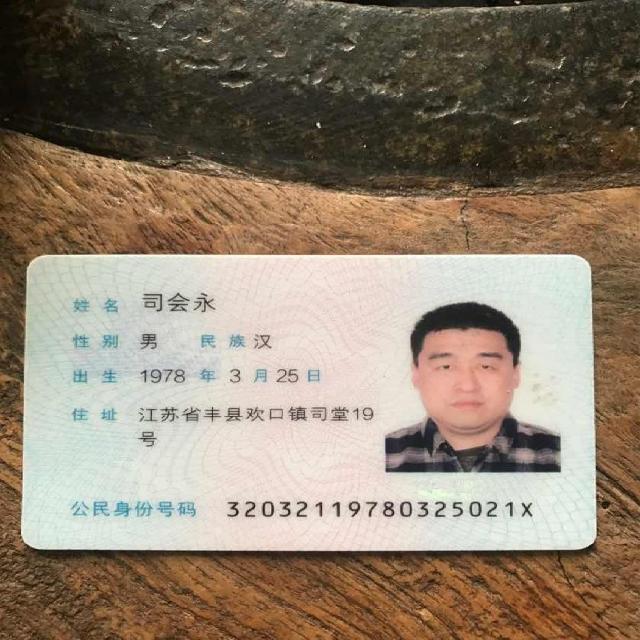 姓名 司会永
性别 男 民族 汉
出生 1978 年 3 月 25 日
住址 江苏省丰县欢口镇司堂19
号
公民身份号码 32032119780325021X